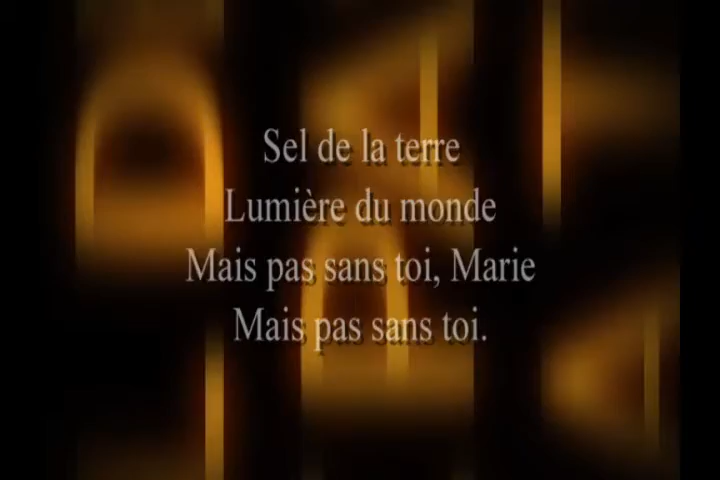 Sel de la terre
Lumière du monde
Mais pas sans toi, Marie
Mais pas sans toi.